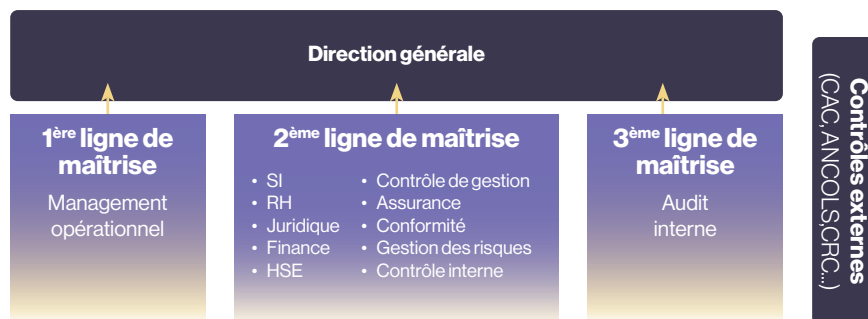 Direction générale
1ère ligne de
maîtrise
Management
opérationnel
2ème ligne de maîtrise
• SI
• RH
• Juridique
• Finance
• HSE
• Contrôle de gestion
• Assurance
• Conformité
• Gestion des risques
• Contrôle interne
3ème ligne de
maîtrise
Audit
interne
Contrôles externes
(CAC, ANCOLS,CRC...)